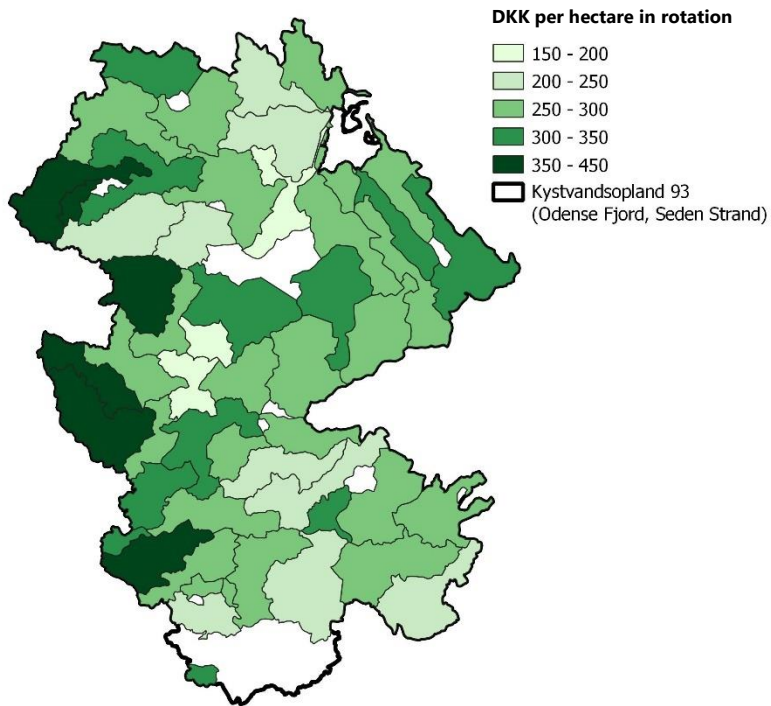 DKK per hectare in rotation
150 - 200
200 - 250
250 - 300
300 - 350
350 - 450
Kystvandsopland 93
(Odense Fjord, Seden Strand)